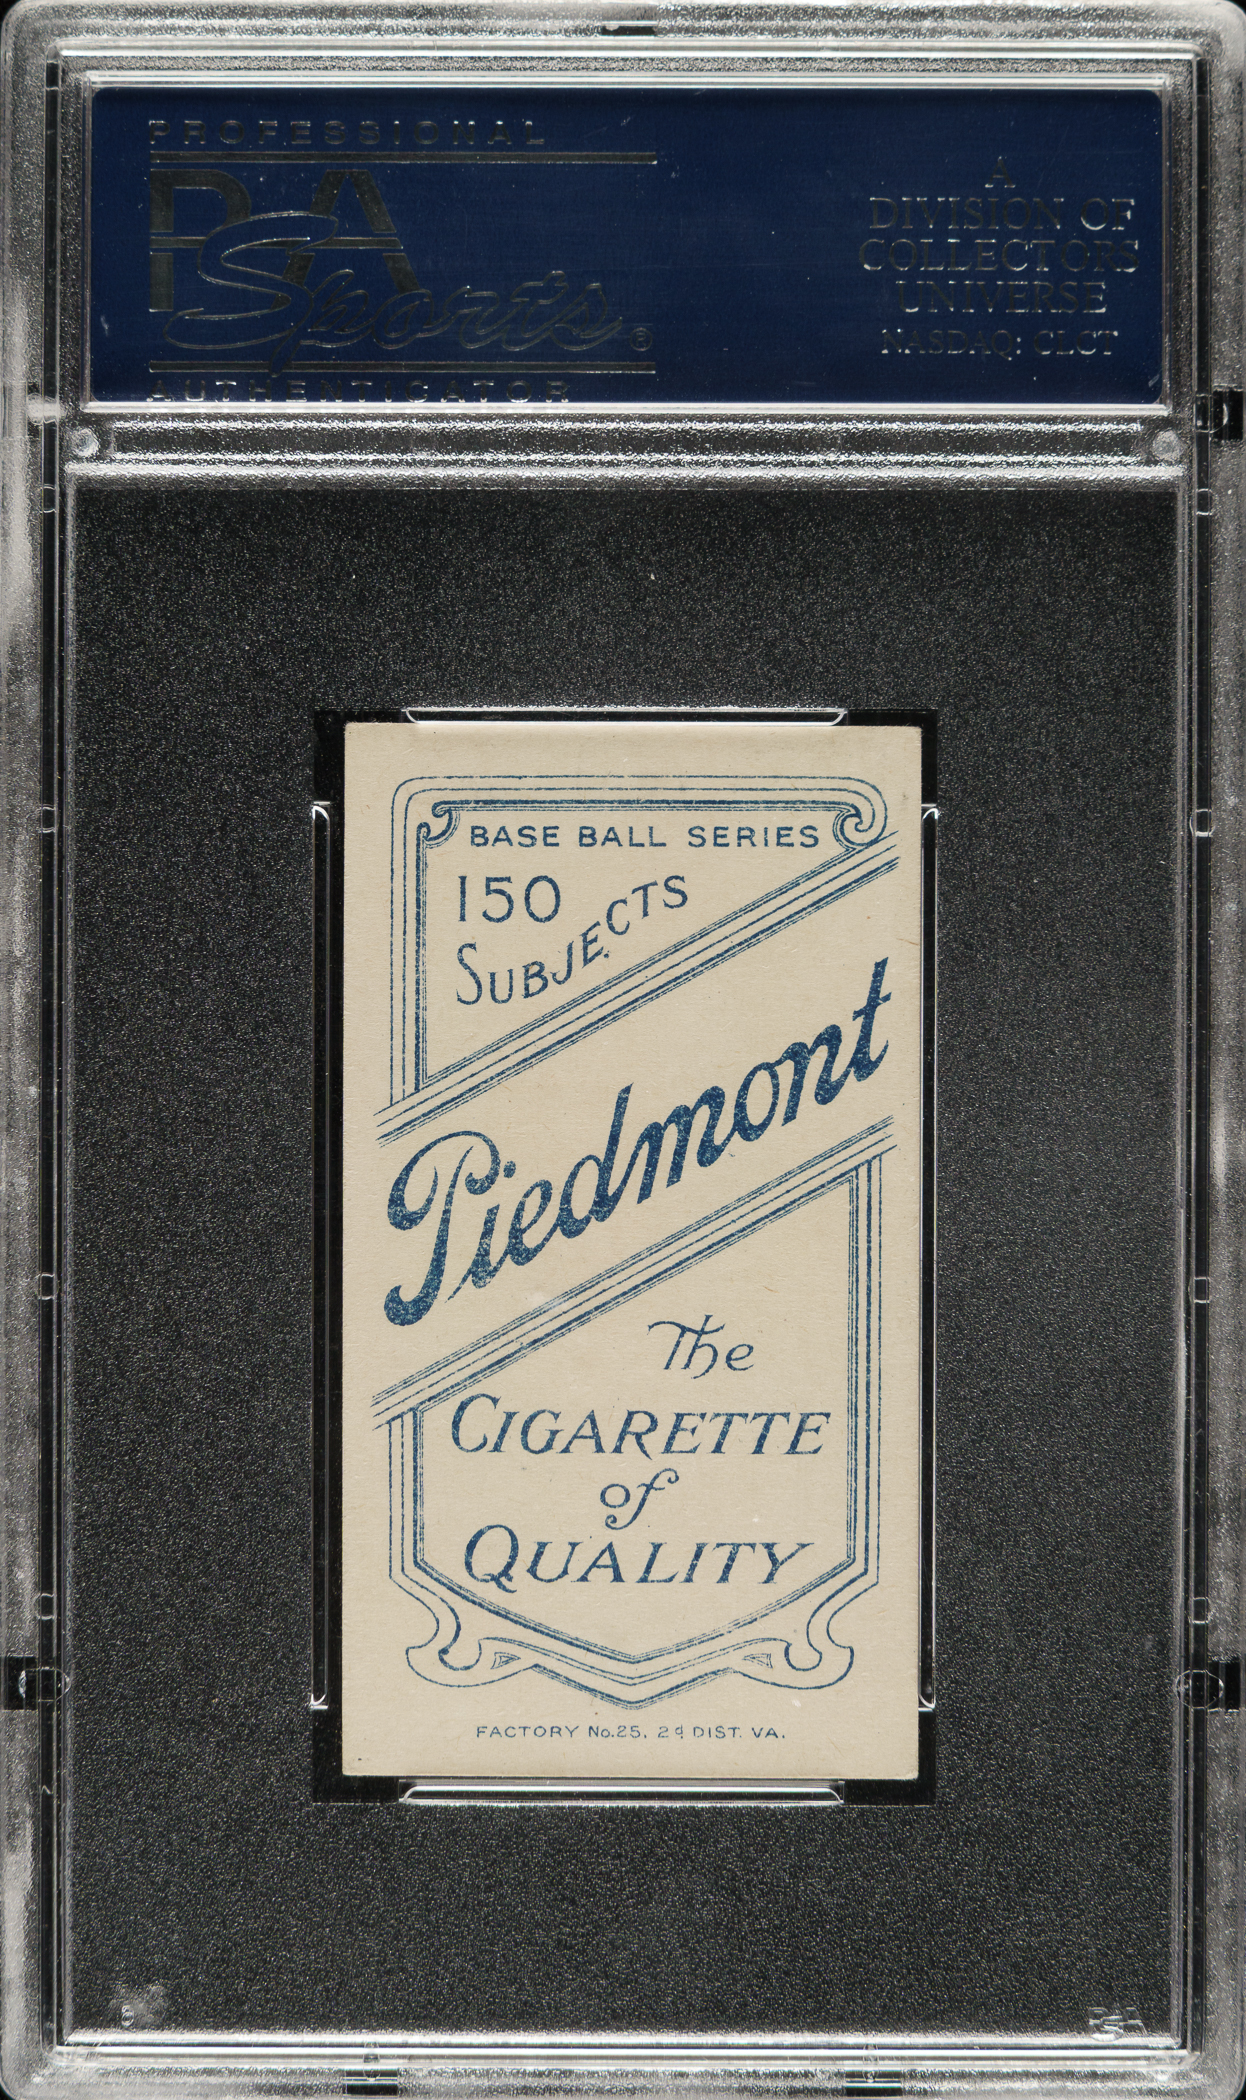 PROFESSIONAL
PSA
Sports®
AUTHENTICATOR
A
DIVISION OF
COLLECTORS
UNIVERSE
NASDAQ: CLCT
BASE BALL SERIES
150
SUBJECTS
Piedmont
The
CIGARETTE
of
QUALITY
FACTORY No. 25, 2d DIST. VA.
PSA